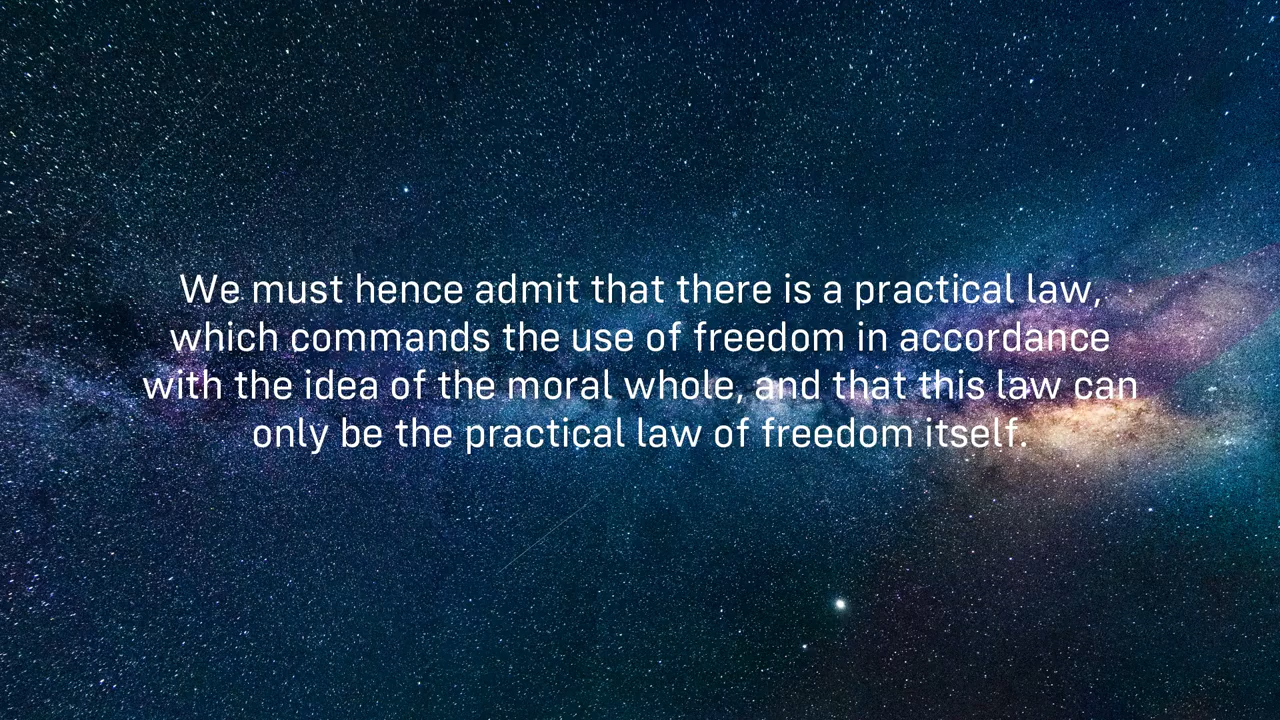 We must hence admit that there is a practical law,
which commands the use of freedom in accordance
with the idea of the moral whole, and that this law can
only be the practical law of freedom itself.